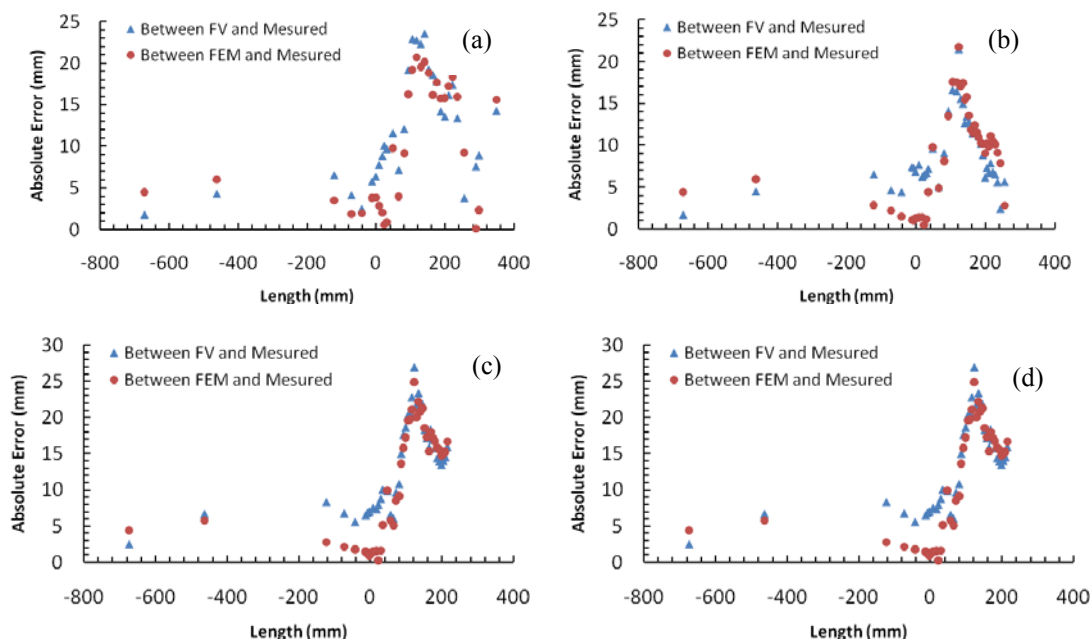 25
20
15
10
5
0
Absolute Error (mm)
Between FV and Mesured
Between FEM and Mesured
(a)
-800 -600 -400 -200 0 200 400
Length (mm)
25
20
15
10
5
0
Absolute Error (mm)
Between FV and Mesured
Between FEM and Mesured
(b)
-800 -600 -400 -200 0 200 400
Length (mm)
30
25
20
15
10
5
0
Absolute Error (mm)
Between FV and Mesured
Between FEM and Mesured
(c)
-800 -600 -400 -200 0 200 400
Length (mm)
30
25
20
15
10
5
0
Absolute Error (mm)
Between FV and Mesured
Between FEM and Mesured
(d)
-800 -600 -400 -200 0 200 400
Length (mm)